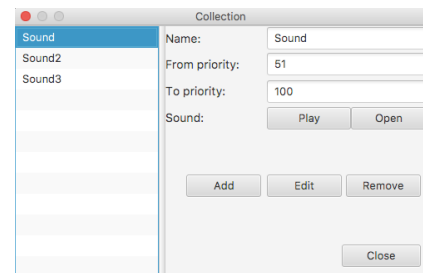 Collection
Sound
Sound2
Sound3
Name: Sound
From priority: 51
To priority: 100
Sound: Play Open
Add Edit Remove
Close